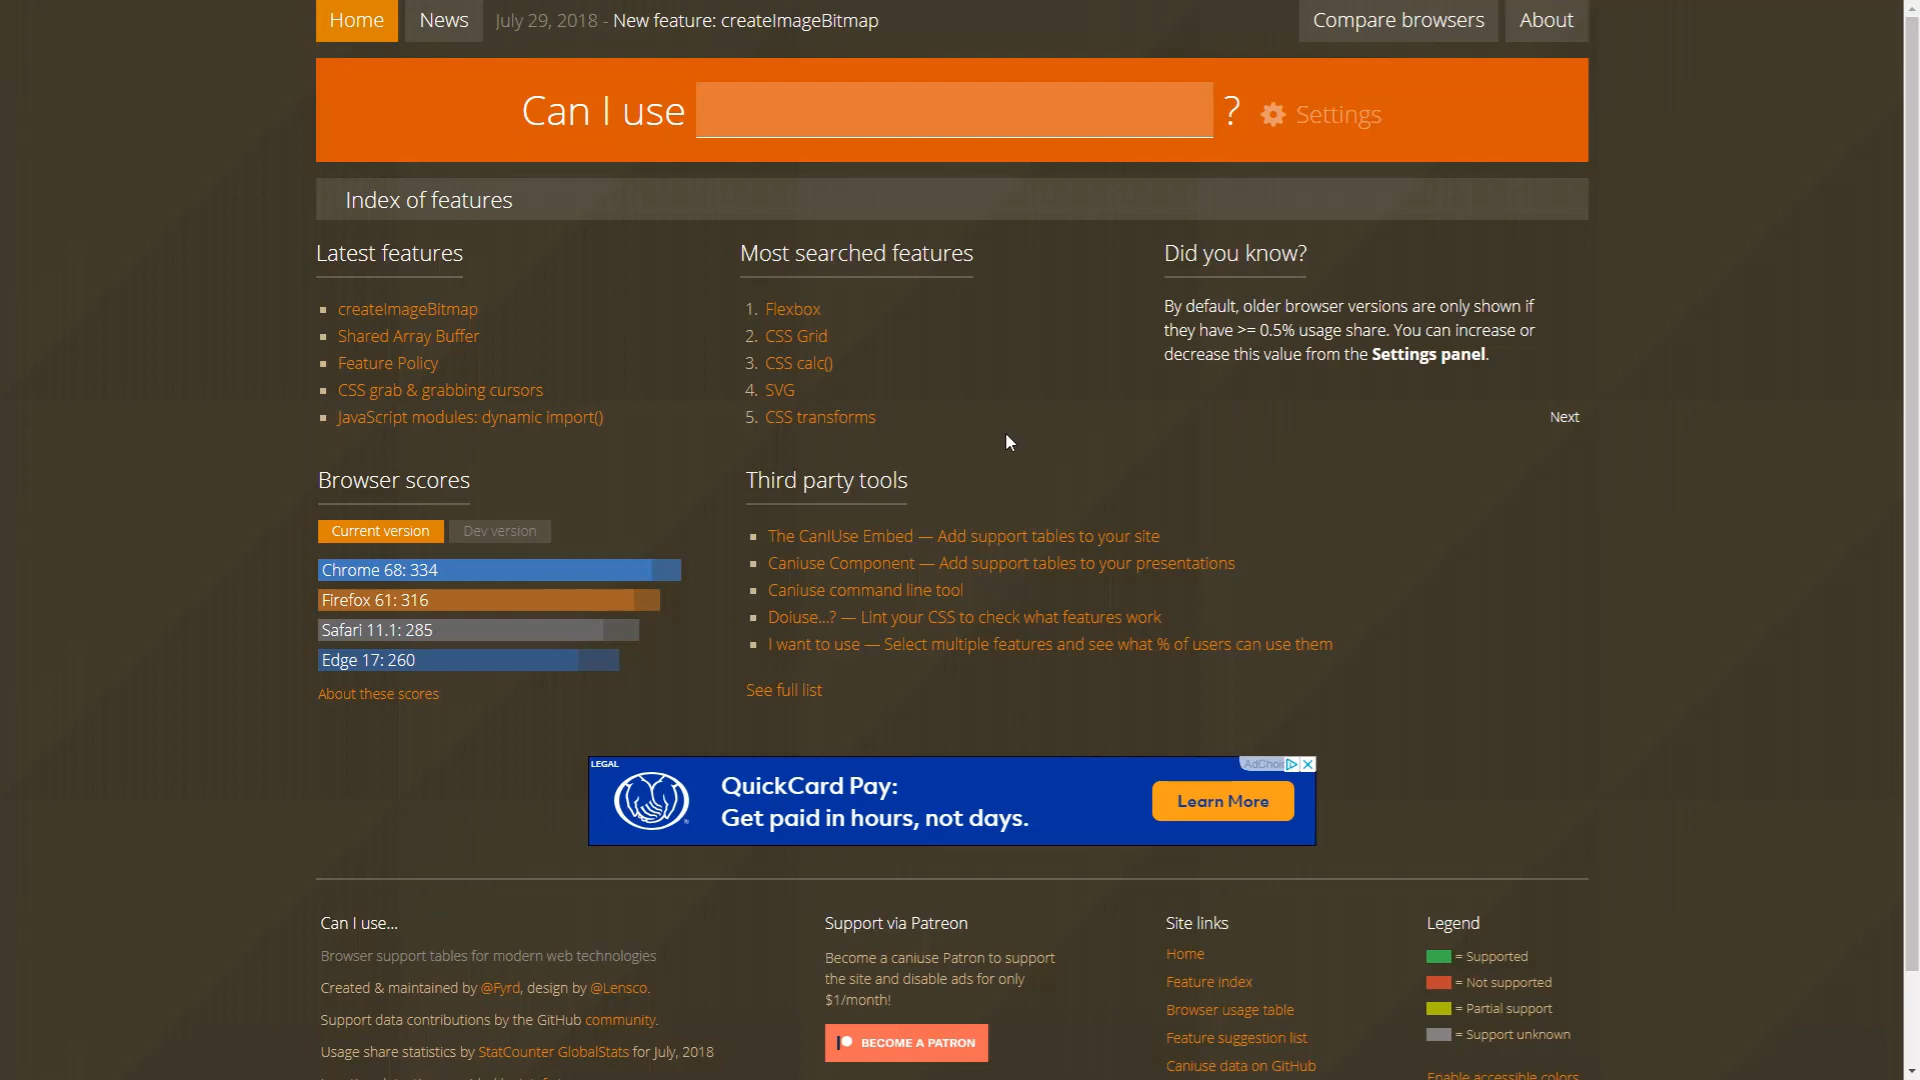 Home
News
July 29, 2018 - New feature: createImageBitmap
Compare browsers
About
Can I use
?
Settings
Index of features
Latest features
createImageBitmap
Shared Array Buffer
Feature Policy
CSS grab & grabbing cursors
JavaScript modules: dynamic import()
Most searched features
1. Flexbox
2. CSS Grid
3. CSS calc()
4. SVG
5. CSS transforms
Did you know?
By default, older browser versions are only shown if
they have >= 0.5% usage share. You can increase or
decrease this value from the Settings panel.
Next
Browser scores
Current version
Dev version
Chrome 68: 334
Firefox 61: 316
Safari 11.1: 285
Edge 17: 260
About these scores
Third party tools
The CanIUse Embed — Add support tables to your site
Caniuse Component — Add support tables to your presentations
Caniuse command line tool
Doiuse...? — Lint your CSS to check what features work
I want to use — Select multiple features and see what % of users can use them
See full list
LEGAL
QuickCard Pay:
Get paid in hours, not days.
Learn More
Can I use...
Browser support tables for modern web technologies
Created & maintained by @Fyrd, design by @Lensco.
Support data contributions by the GitHub community.
Usage share statistics by StatCounter GlobalStats for July, 2018
Support via Patreon
Become a caniuse Patron to support
the site and disable ads for only
$1/month!
BECOME A PATRON
Site links
Home
Feature index
Browser usage table
Feature suggestion list
Caniuse data on GitHub
Legend
= Supported
= Not supported
= Partial support
= Support unknown
Enable accessible colors